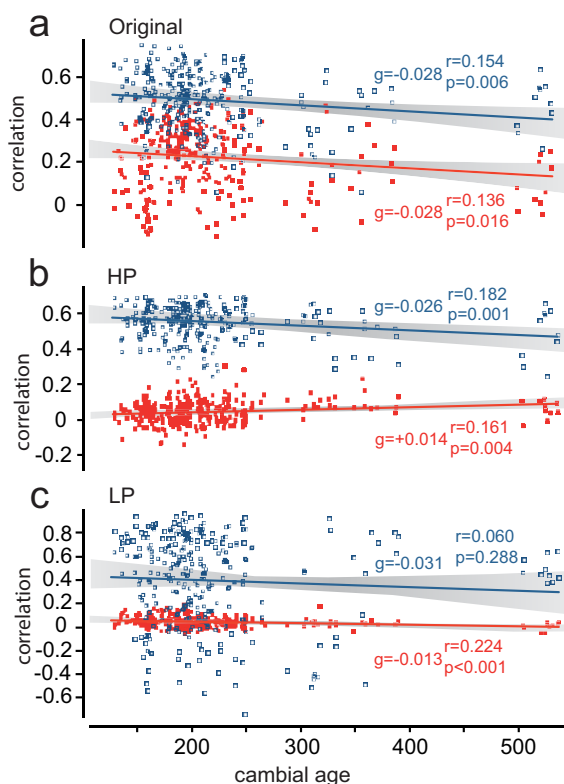 a Original
0.6
0.4
0.2
0
correlation
g=-0.028 r=0.154
p=0.006
g=-0.028 r=0.136
p=0.016
b HP
0.6
0.4
0.2
0
-0.2
correlation
g=-0.026 r=0.182
p=0.001
g=+0.014 r=0.161
p=0.004
c LP
0.8
0.6
0.4
0.2
0
-0.2
-0.4
-0.6
correlation
r=0.060
g=-0.031 p=0.288
g=-0.013 r=0.224
p<0.001
200 300 400 500
cambial age